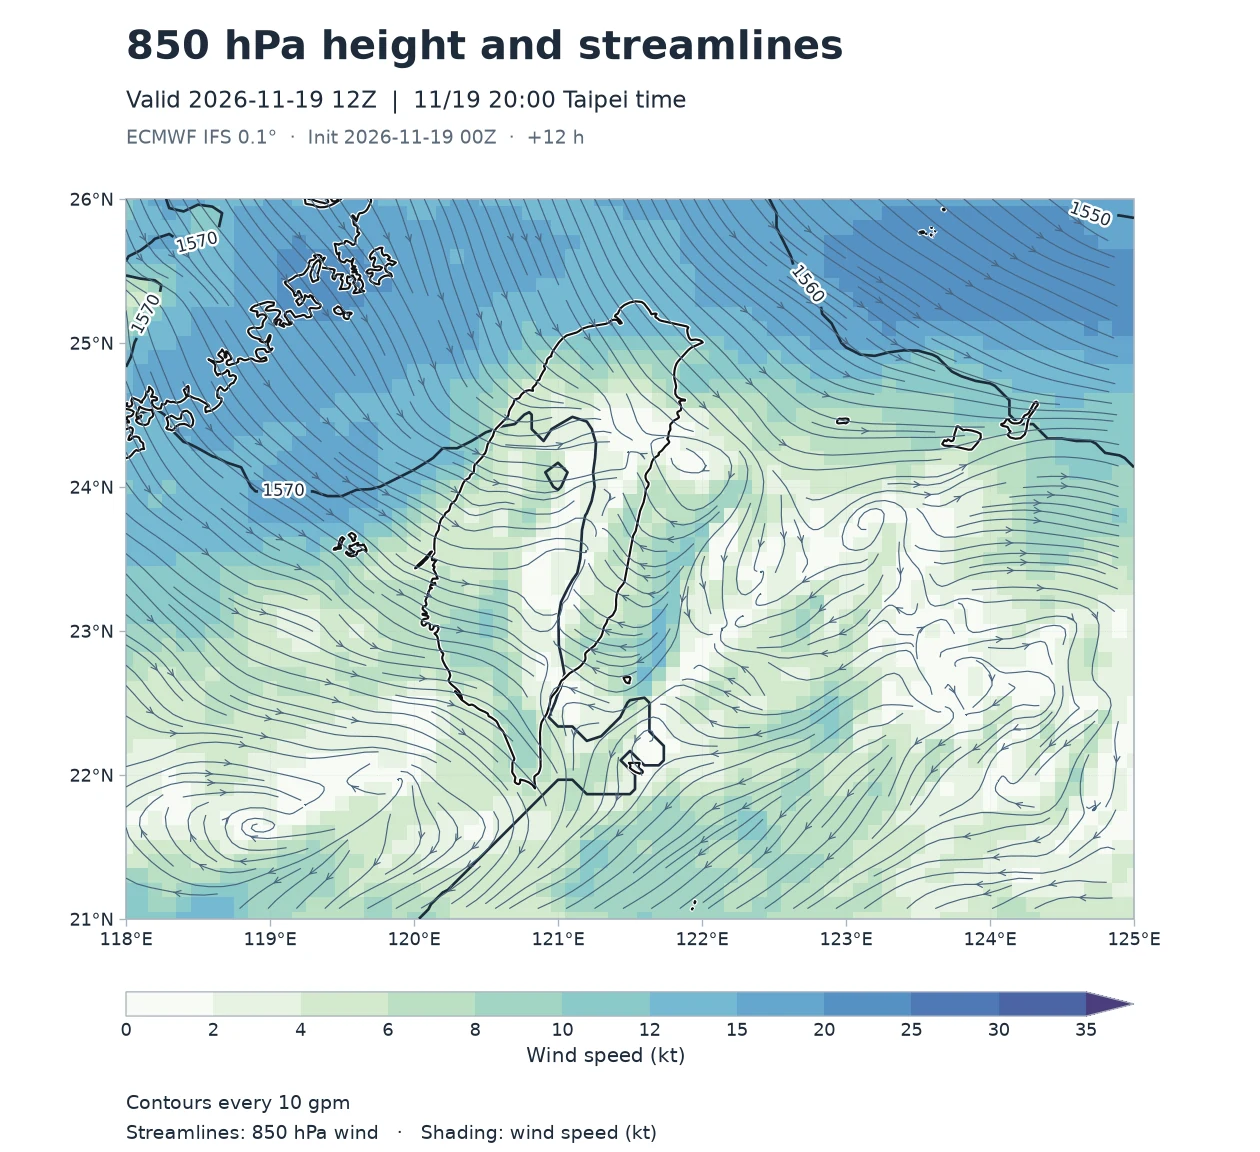 850 hPa height and streamlines
Valid 2026-11-19 12Z | 11/19 20:00 Taipei time
ECMWF IFS 0.1° · Init 2026-11-19 00Z · +12 h
26°N
25°N
24°N
23°N
22°N
21°N
1570
1550
1560
1570
1570
118°E 119°E 120°E 121°E 122°E 123°E 124°E 125°E
0 2 4 6 8 10 12 15 20 25 30 35
Wind speed (kt)
Contours every 10 gpm
Streamlines: 850 hPa wind · Shading: wind speed (kt)